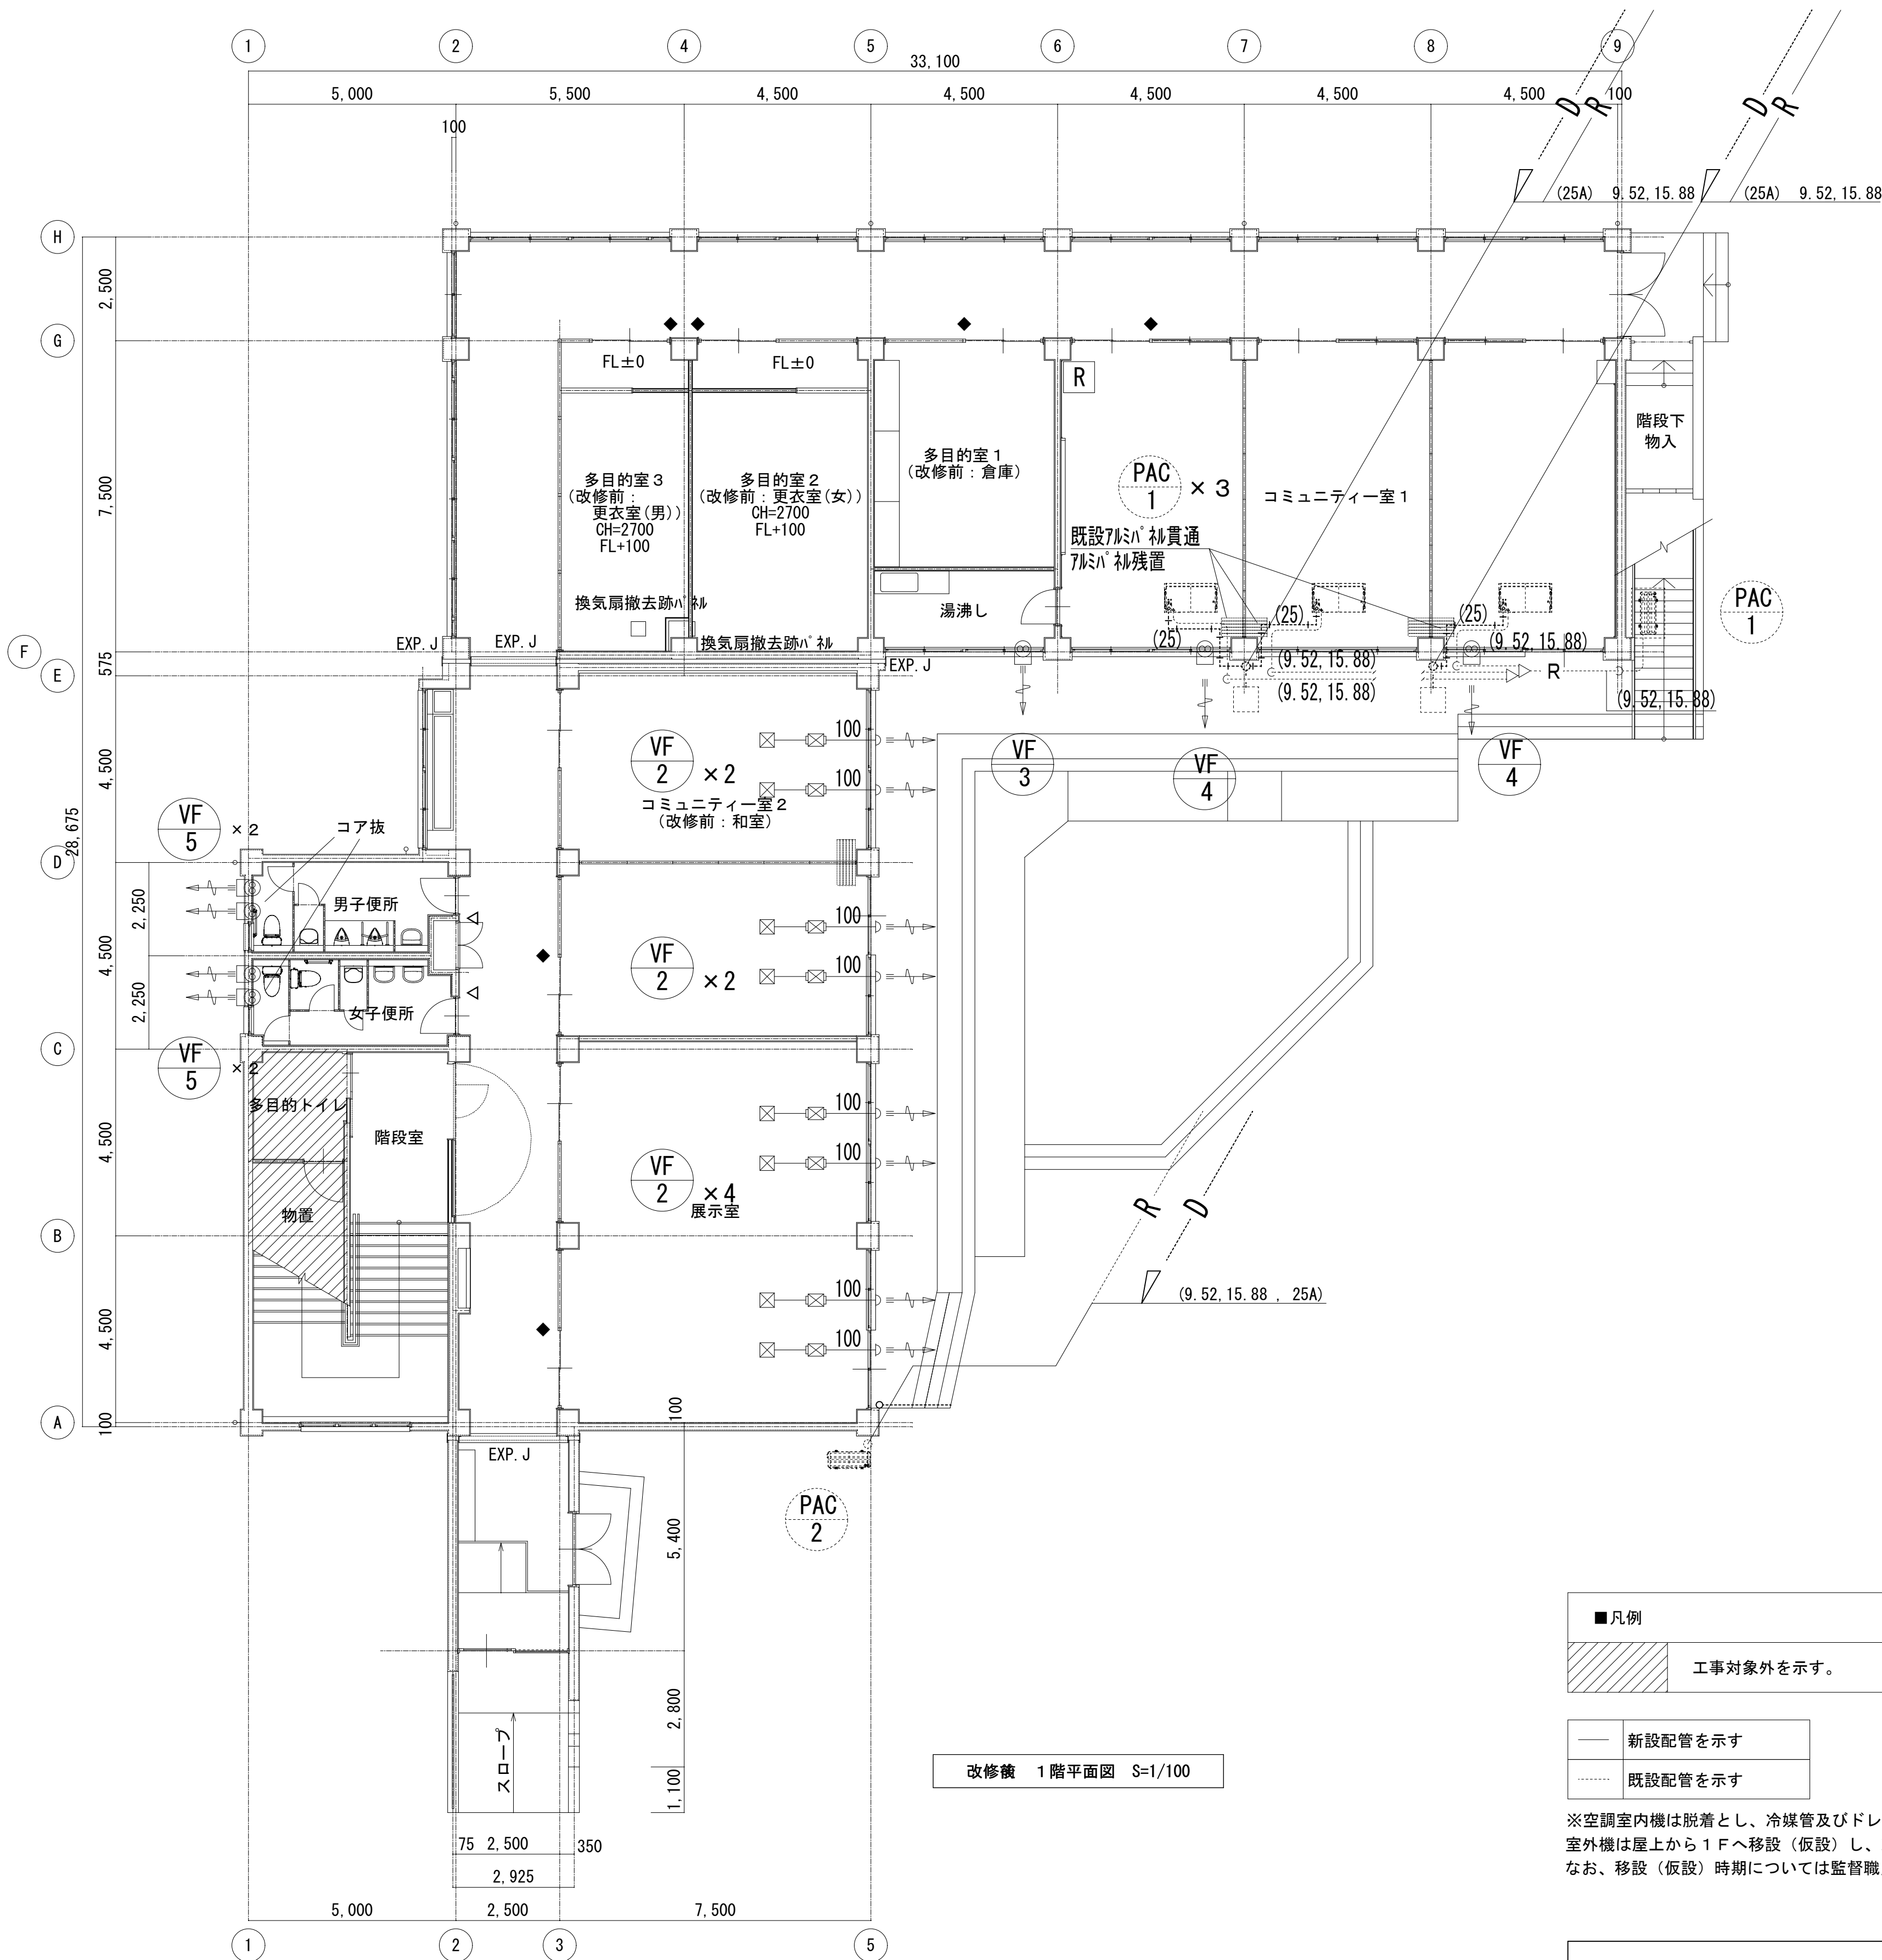 1 2 4 5 6 7 8 9
33,100
5,000 5,500 4,500 4,500 4,500 4,500 4,500 100
100
D R D R
(25A) 9.52,15.88 (25A) 9.52,15.88
H
2,500
G
FL±0 FL±0
R
階段下
物入
7,500
多目的室3
(改修前:
更衣室(男))
CH=2700
FL+100
多目的室2
(改修前:更衣室(女))
CH=2700
FL+100
多目的室1
(改修前:倉庫)
PAC
1
×3
コミュニティー室1
既設アルミパネル貫通
アルミパネル残置
換気扇撤去跡パネル
換気扇撤去跡パネル
湯沸し
(25) (25) (25)
PAC
1
F
575
E
EXP.J EXP.J EXP.J
(9.52,15.88) (9.52,15.88)
(9.52,15.88) (9.52,15.88)
R
4,500
28,675
VF
2
×2
100
100
コミュニティー室2
(改修前:和室)
VF
3
VF
4
VF
4
VF
5
×2
コア抜
D
2,250
4,500
2,250
男子便所
女子便所
VF
2
×2
100
100
C
VF
5
×2
多目的トイレ
階段室
4,500
物置
VF
2
×4
展示室
100
100
R D
B
4,500
100
100
(9.52,15.88 , 25A)
A
100
100
EXP.J
PAC
2
5,400
2,800
1,100
スロープ
75 2,500 350
2,925
5,000 2,500 7,500
1 2 3 5
改修後 1階平面図 S=1/100
■凡例
工事対象外を示す。
新設配管を示す
既設配管を示す
※空調室内機は脱着とし、冷媒管及びドレ
室外機は屋上から1Fへ移設(仮設)し、
なお、移設(仮設)時期については監督職